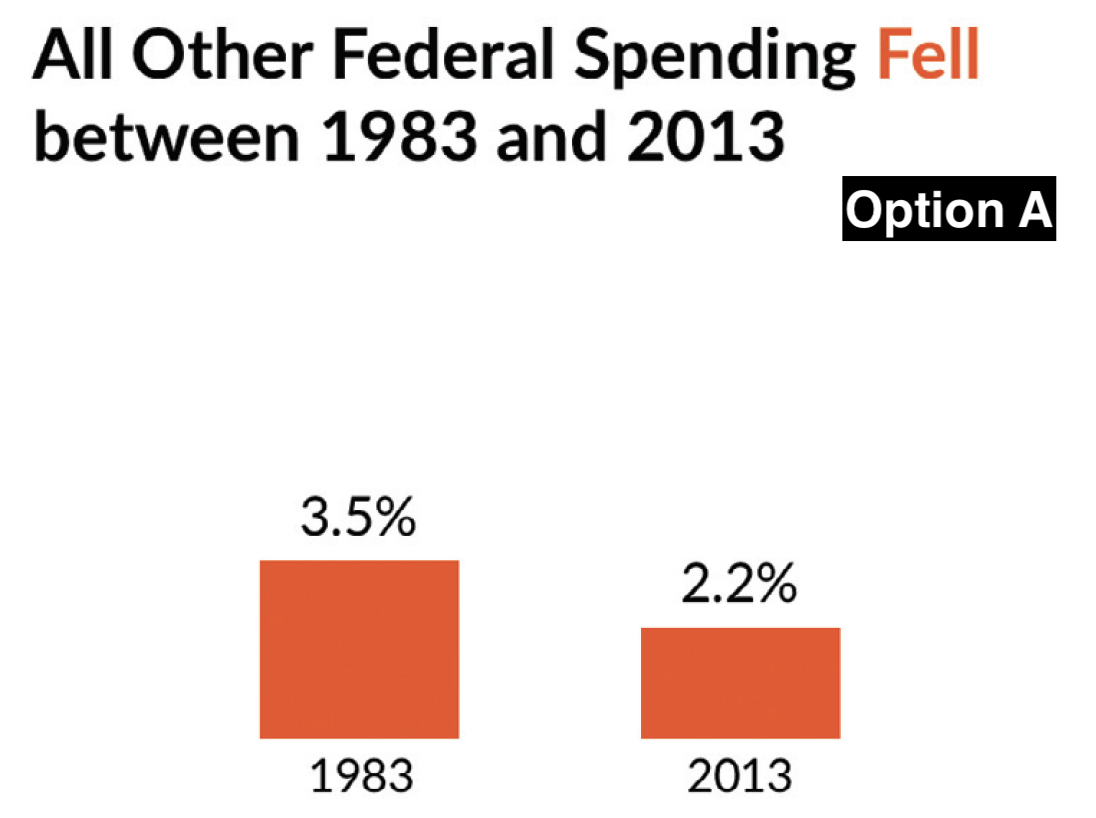 All Other Federal Spending Fell
between 1983 and 2013
Option A
3.5%
2.2%
1983
2013